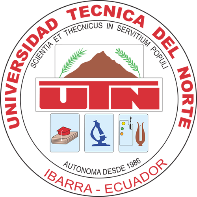 UNIVERSIDAD TECNICA DEL NORTE
SCIENTIA ET THECNICUS IN SERVITIUM POPULI
UTN
AUTONOMA DESDE 1986
IBARRA - ECUADOR